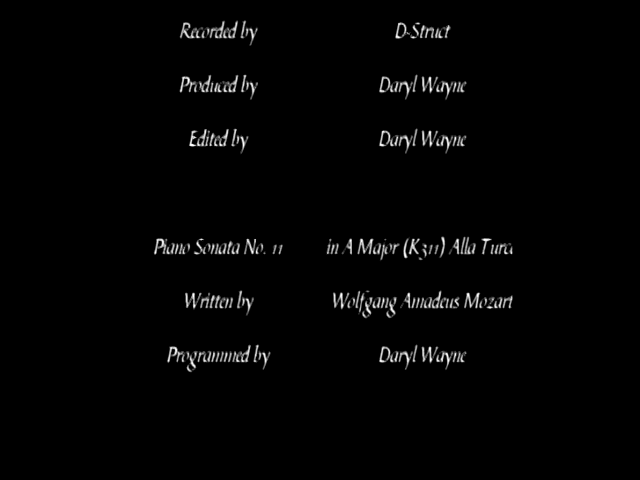 Recorded by D-Struct
Produced by Daryl Wayne
Edited by Daryl Wayne
Piano Sonata No. 11 in A Major (K311) Alla Turc
Written by Wolfgang Amadeus Mozart
Programmed by Daryl Wayne